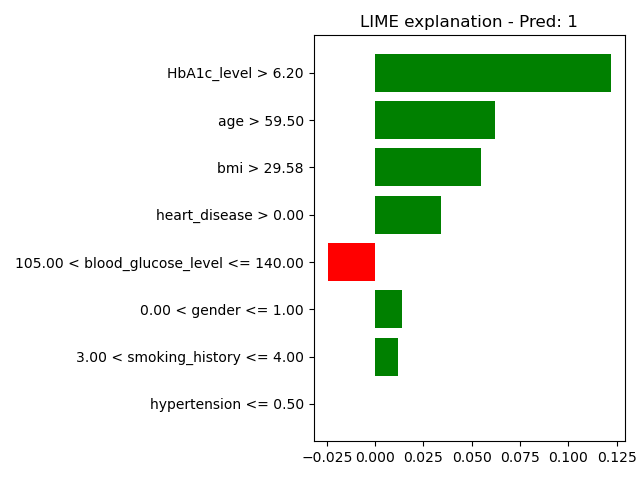 LIME explanation - Pred: 1
HbA1c_level > 6.20
age > 59.50
bmi > 29.58
heart_disease > 0.00
105.00 < blood_glucose_level <= 140.00
0.00 < gender <= 1.00
3.00 < smoking_history <= 4.00
hypertension <= 0.50
−0.025 0.000 0.025 0.050 0.075 0.100 0.125